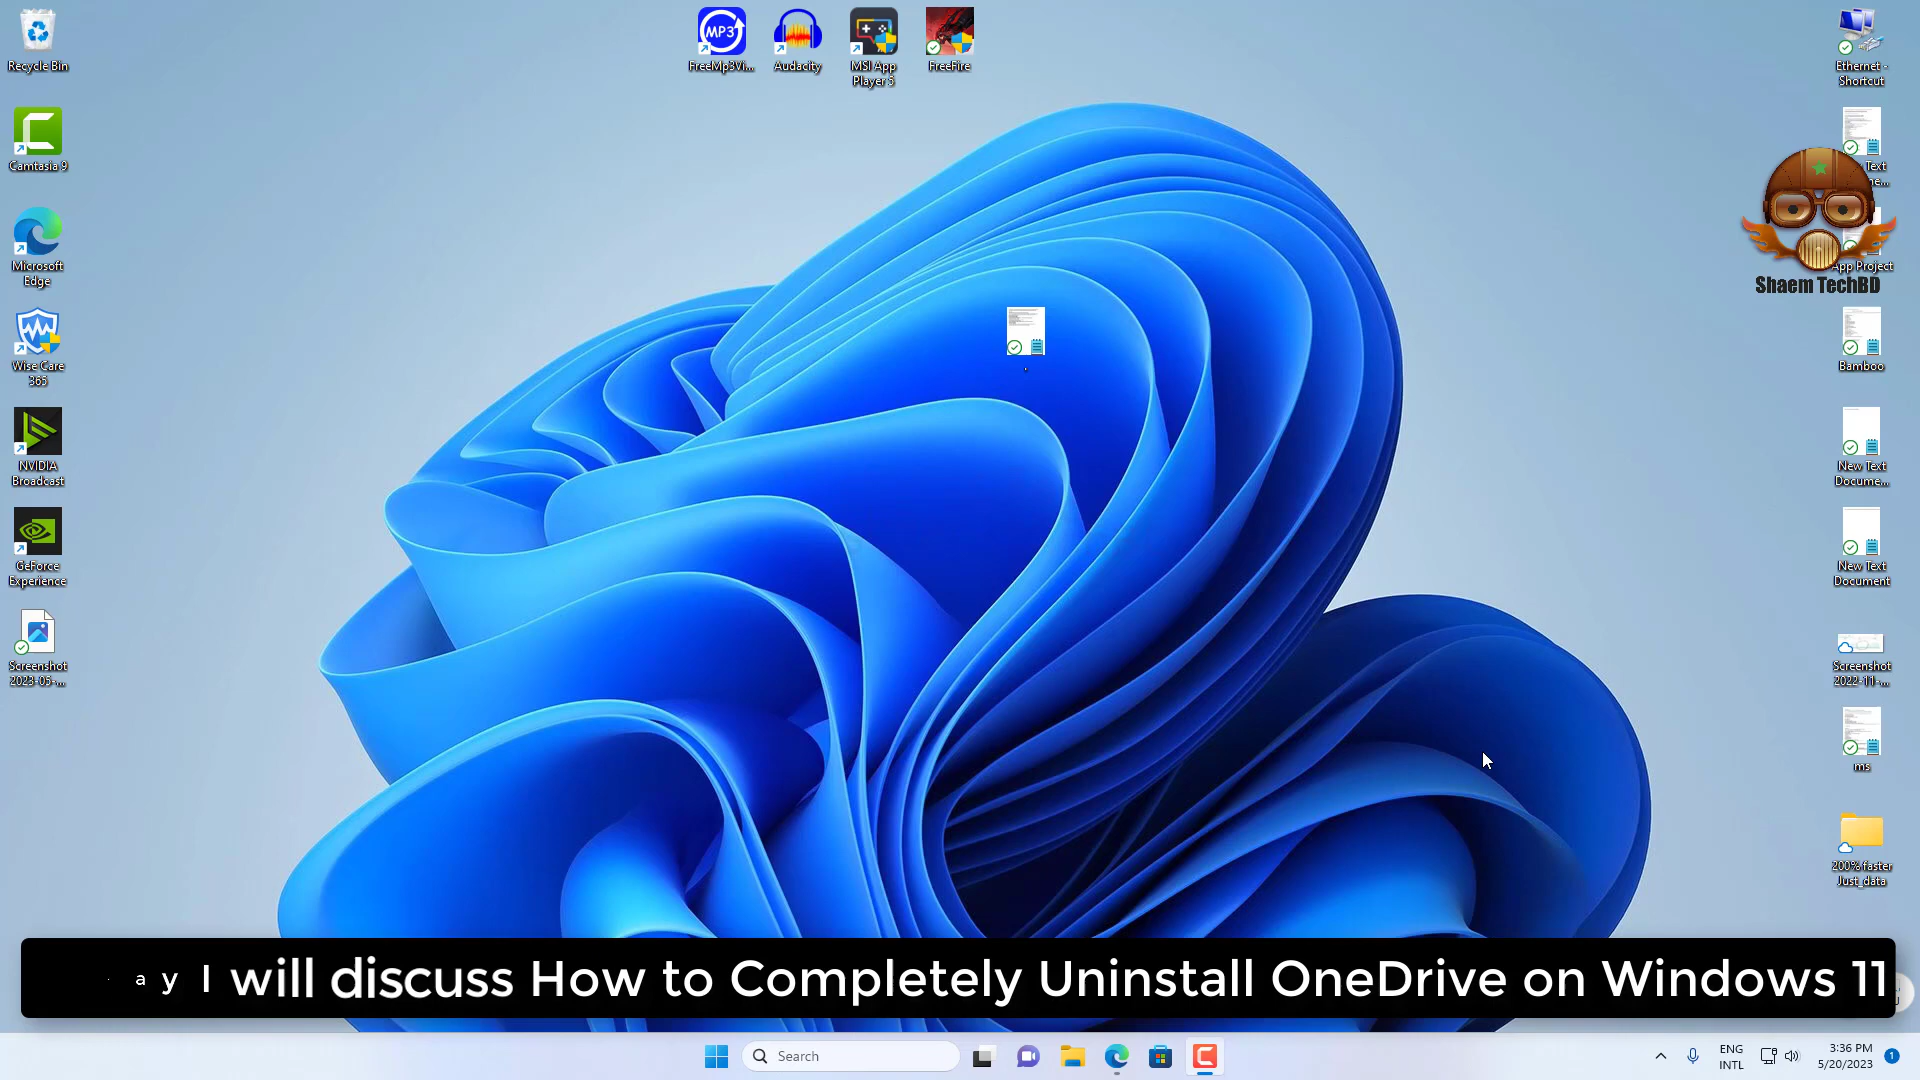 Recycle Bin
Camtasia 9
Microsoft
Edge
Wise Care
365
NVIDIA
Broadcast
GeForce
Experience
Screenshot
2023-05-...
MP3
FreeMp3Vi...
Audacity
MSI App
Player 5
FreeFire
.
Ethernet -
Shortcut
Text
App Project
Shaem TechBD
Bamboo
New Text
Docume...
New Text
Document
Screenshot
2022-11-...
ms
200% faster
Just_data
ay I will discuss How to Completely Uninstall OneDrive on Windows 11
Search
ENG
INTL
3:36 PM
5/20/2023
1